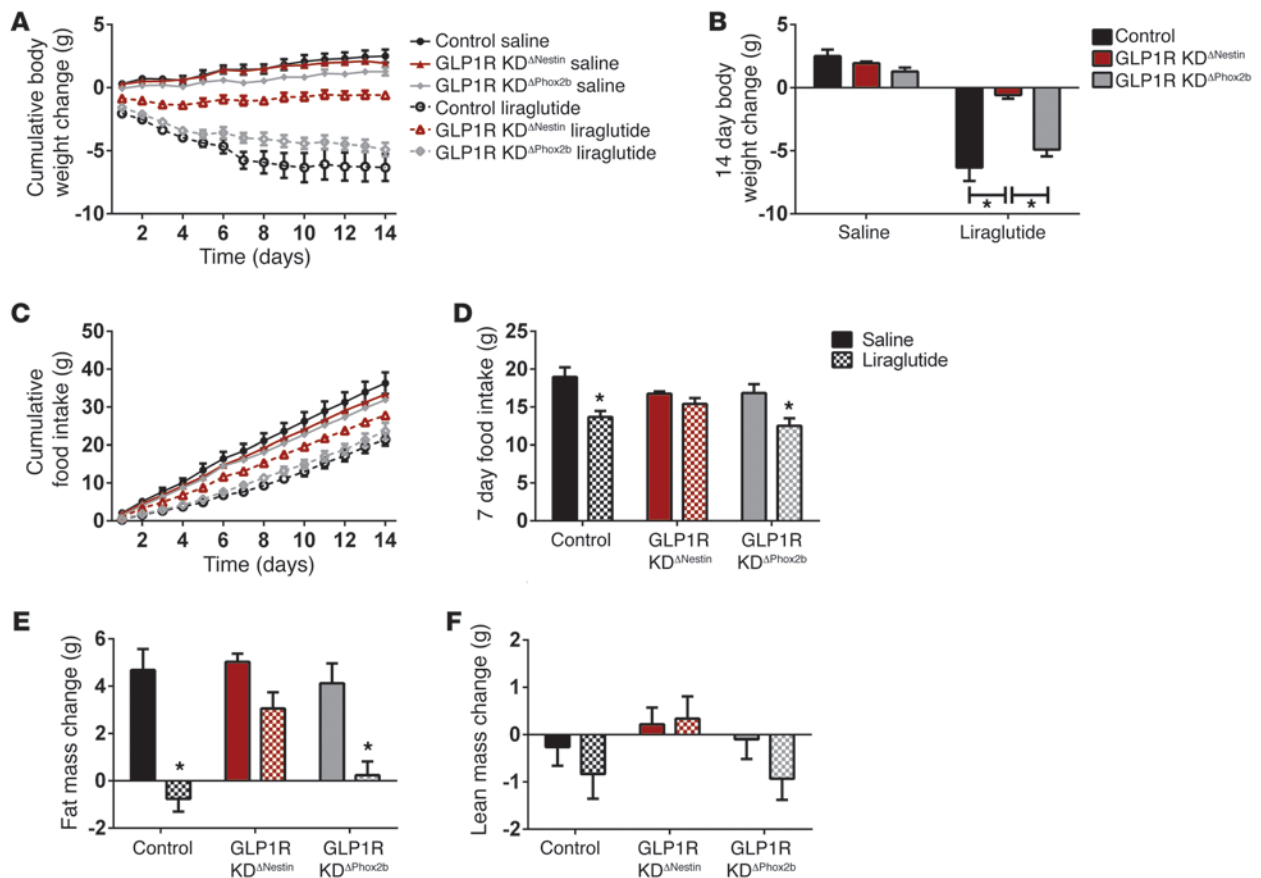 A
Cumulative body
weight change (g)
5
0
-5
-10
2 4 6 8 10 12 14
Time (days)
Control saline
GLP1R KDΔNestin saline
GLP1R KDΔPhox2b saline
Control liraglutide
GLP1R KDΔNestin liraglutide
GLP1R KDΔPhox2b liraglutide
B
14 day body
weight change (g)
5
0
-5
-10
* *
Saline Liraglutide
Control
GLP1R KDΔNestin
GLP1R KDΔPhox2b
C
Cumulative
food intake (g)
50
40
30
20
10
0
2 4 6 8 10 12 14
Time (days)
D
7 day food intake (g)
25
20
15
10
5
0
* *
Control GLP1R GLP1R
KDΔNestin KDΔPhox2b
Saline
Liraglutide
E
Fat mass change (g)
6
4
2
0
-2
* *
Control GLP1R GLP1R
KDΔNestin KDΔPhox2b
F
Lean mass change (g)
2
1
0
-1
-2
Control GLP1R GLP1R
KDΔNestin KDΔPhox2b